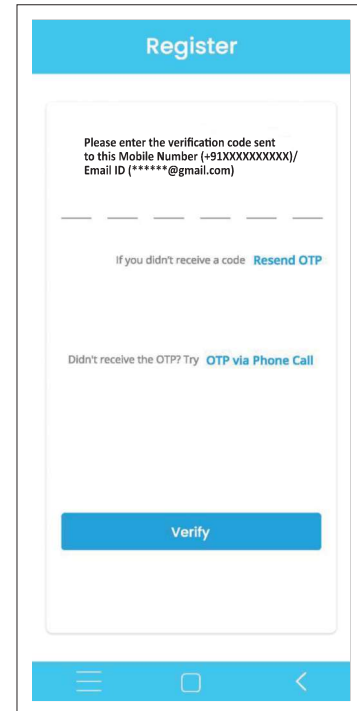 Register
Please enter the verification code sent
to this Mobile Number (+91XXXXXXXXXX)/
Email ID (******@gmail.com)
If you didn't receive a code Resend OTP
Didn't receive the OTP? Try OTP via Phone Call
Verify